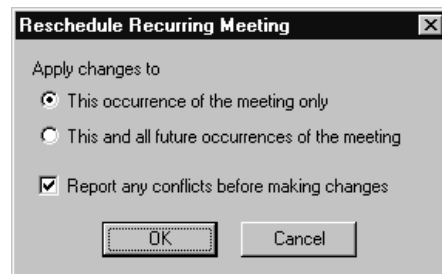 Reschedule Recurring Meeting
Apply changes to
This occurrence of the meeting only
This and all future occurrences of the meeting
Report any conflicts before making changes
OK Cancel